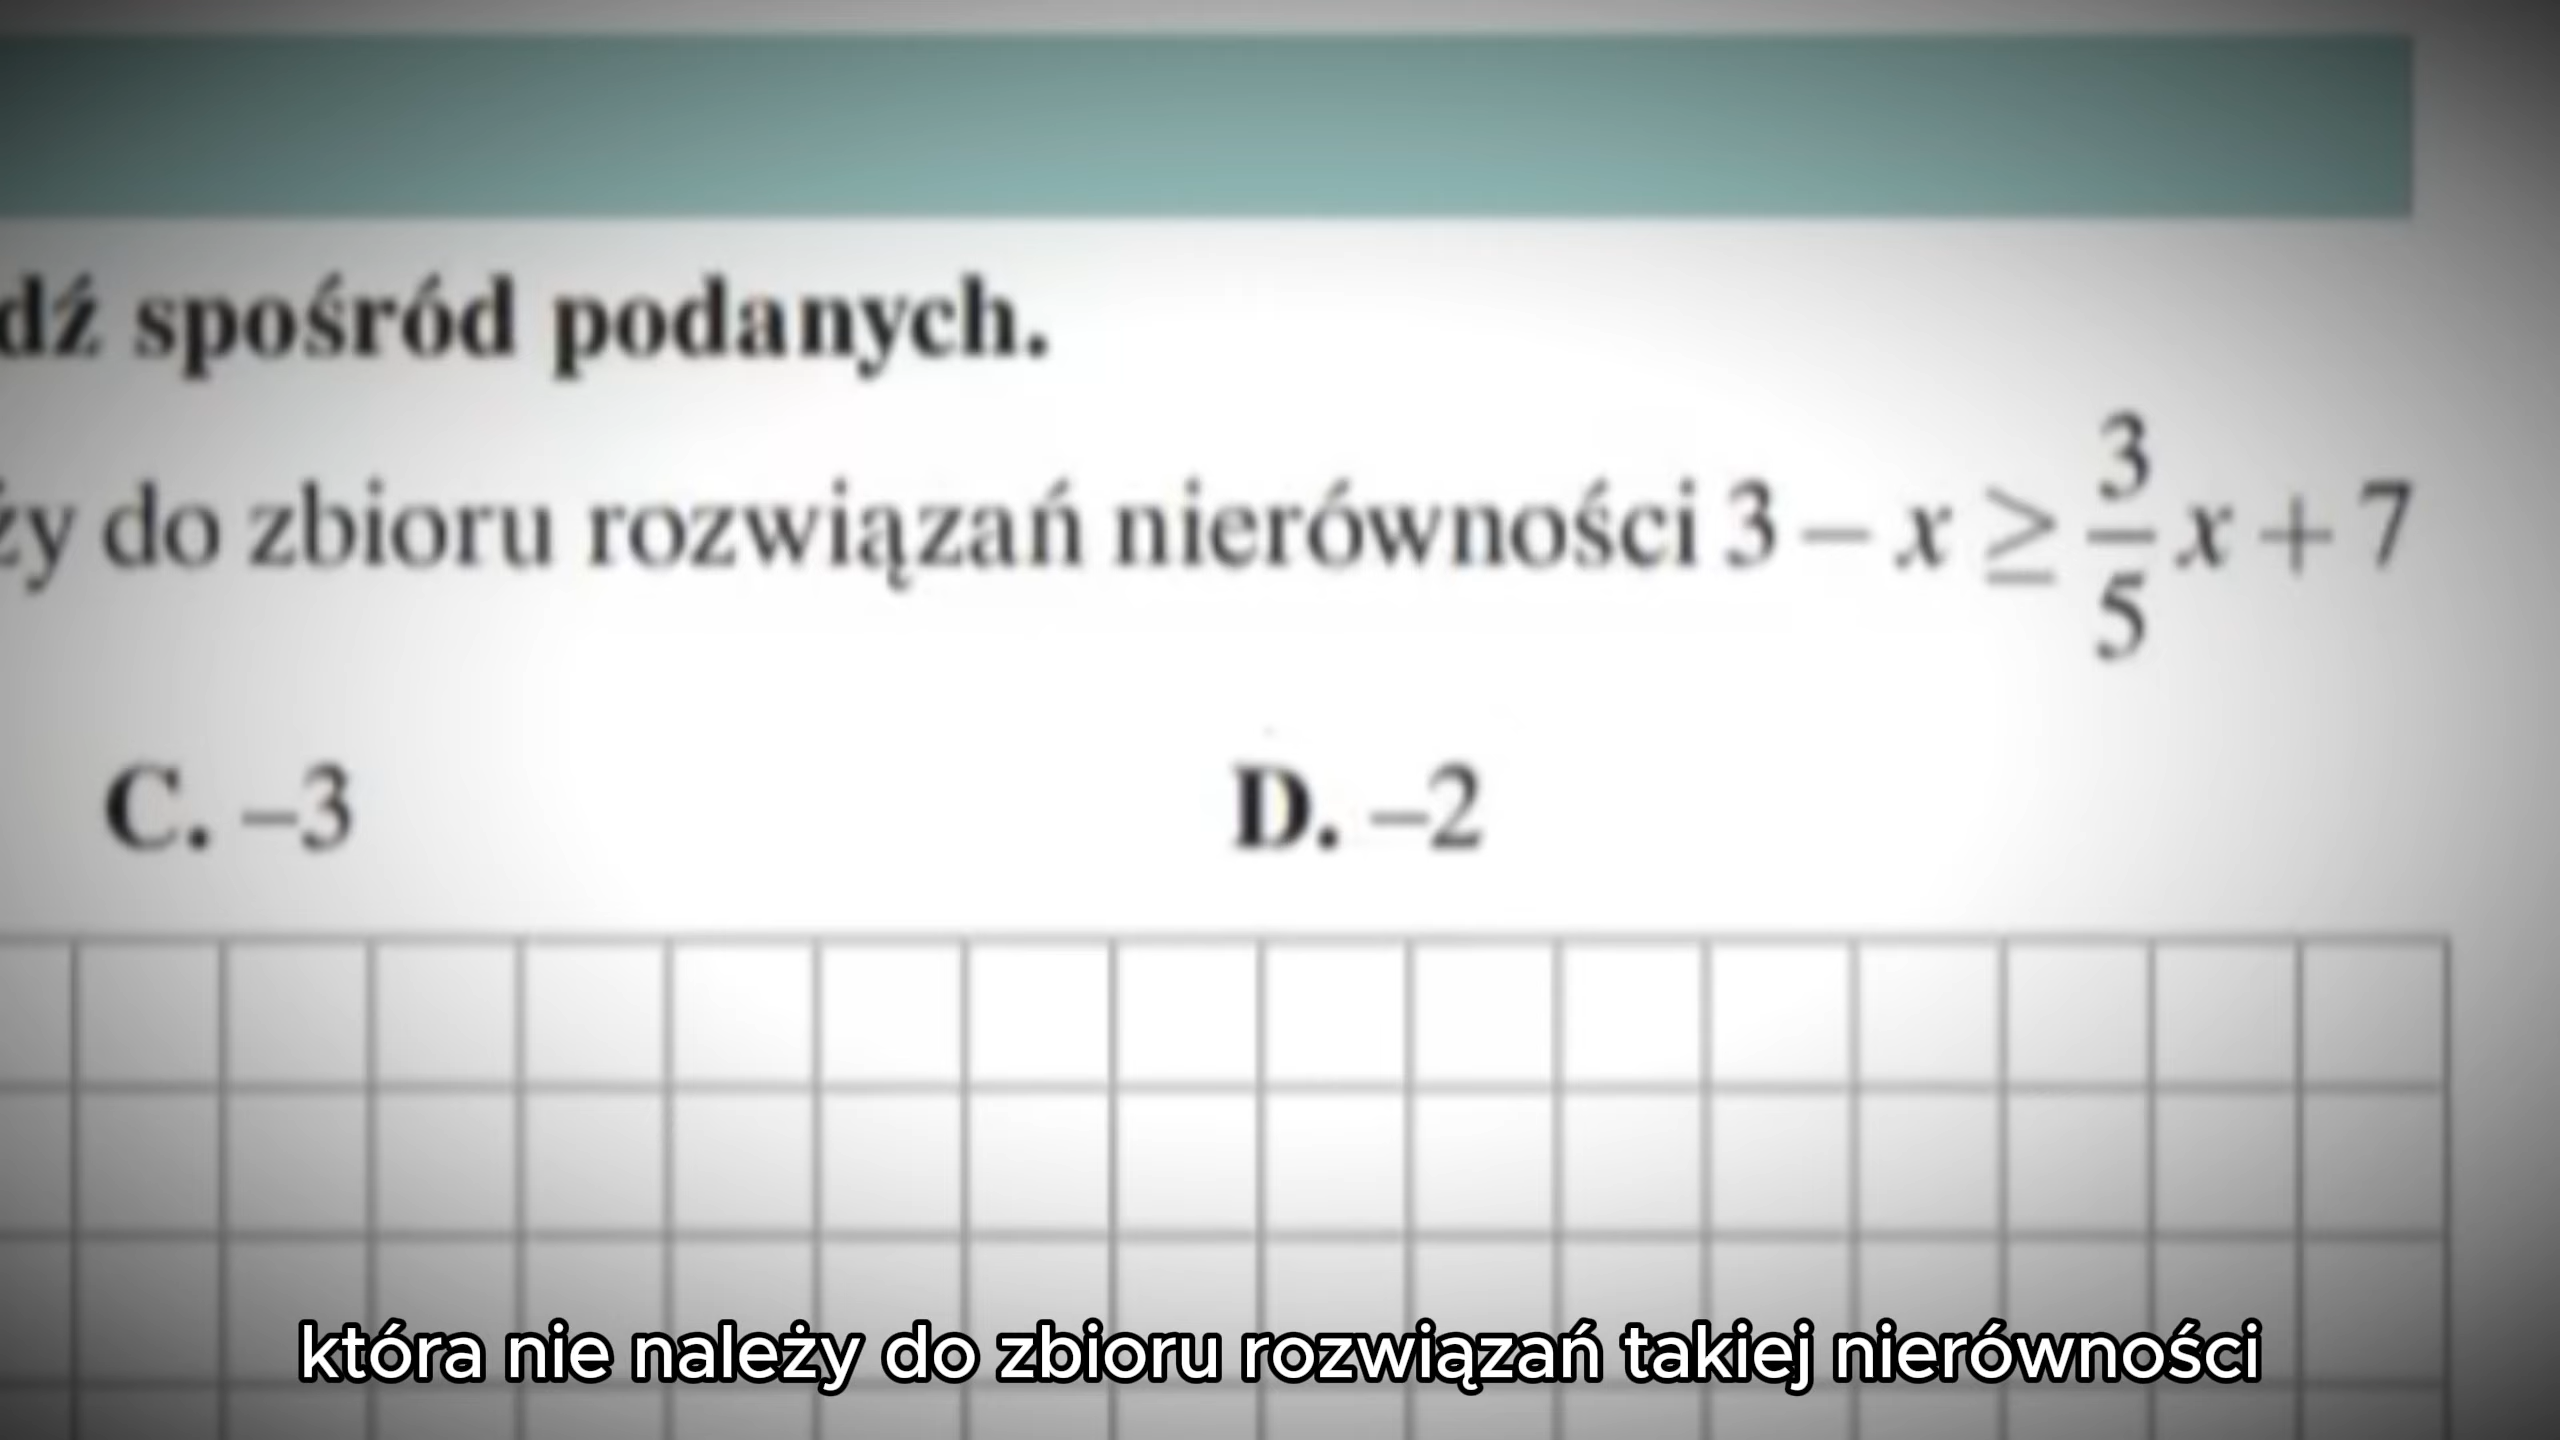 dź spośród podanych.
ży do zbioru rozwiązań nierówności 3 – x ≥ 3/5 x + 7
C. –3
D. –2
która nie należy do zbioru rozwiązań takiej nierówności